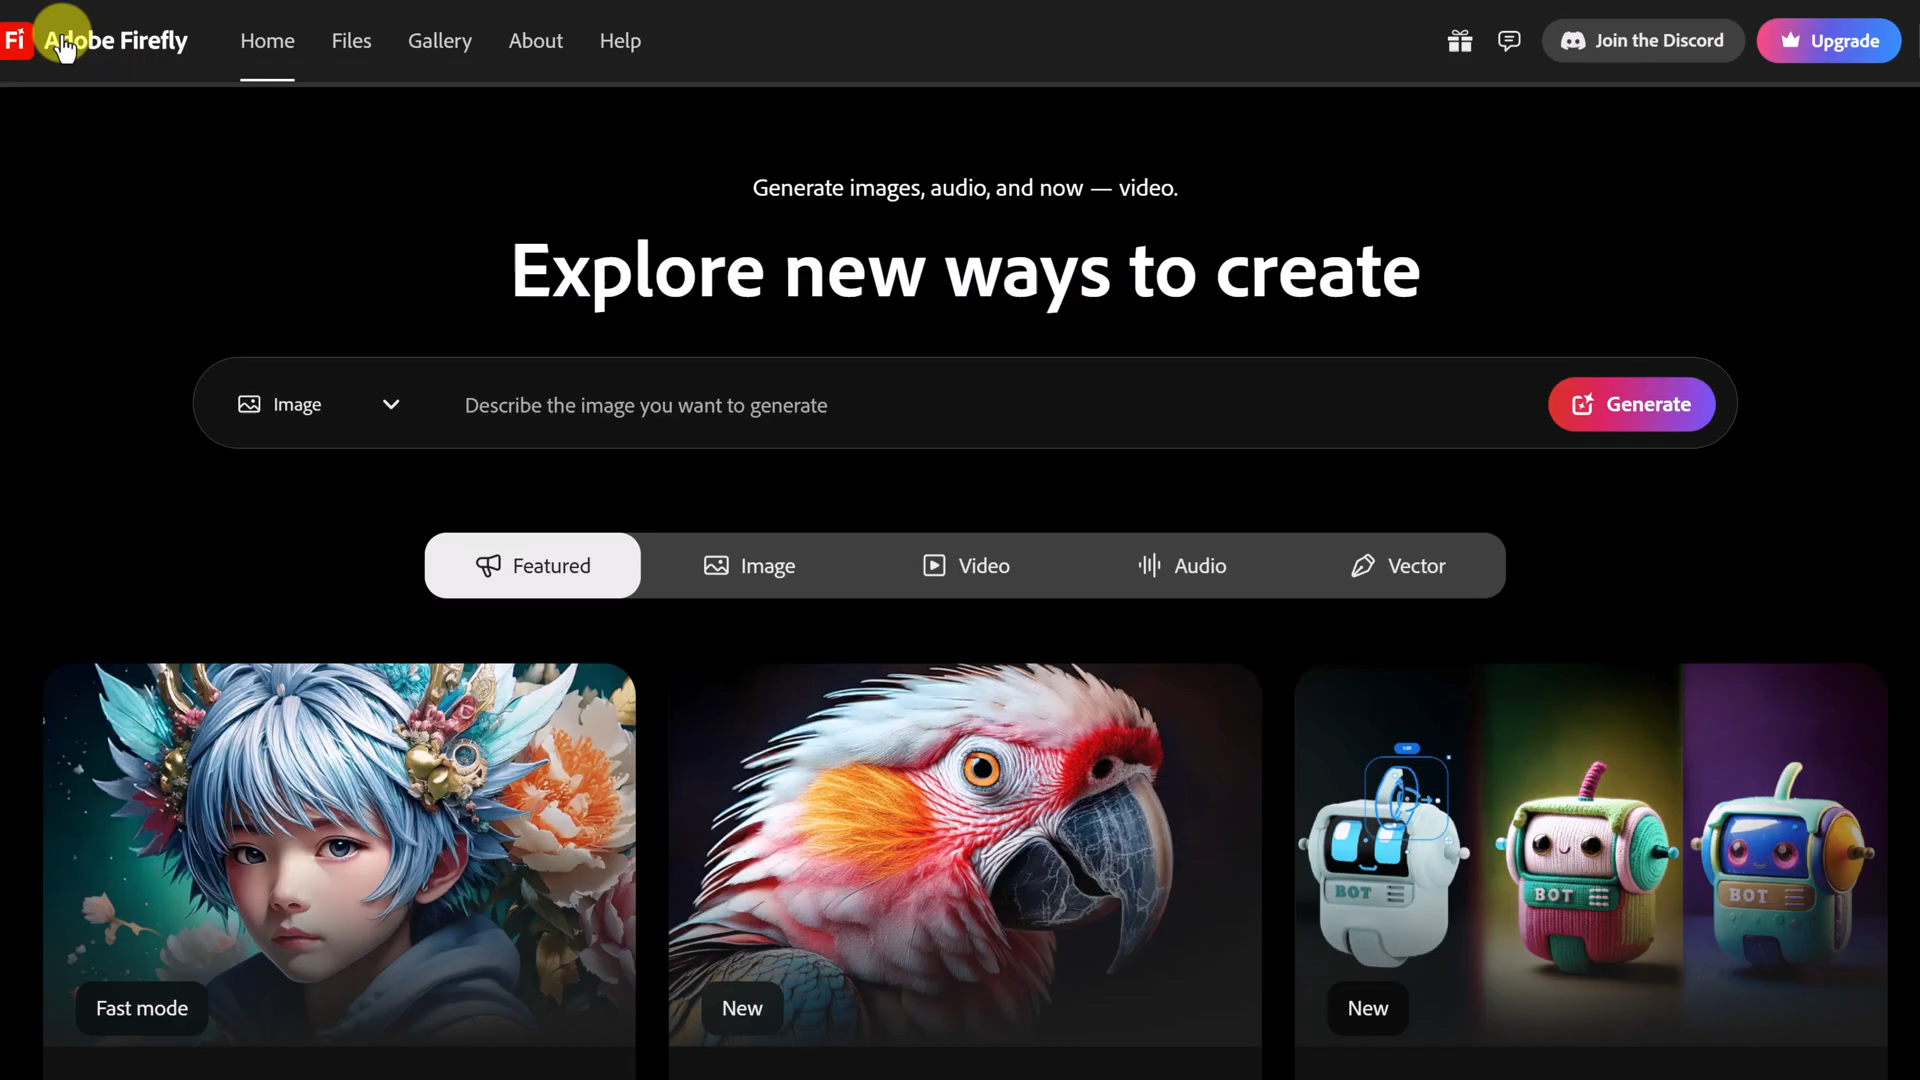 Fi Adobe Firefly Home Files Gallery About Help Join the Discord Upgrade
Generate images, audio, and now — video.
Explore new ways to create
Image Describe the image you want to generate Generate
Featured Image Video Audio Vector
BOT BOT BOT
Fast mode New New